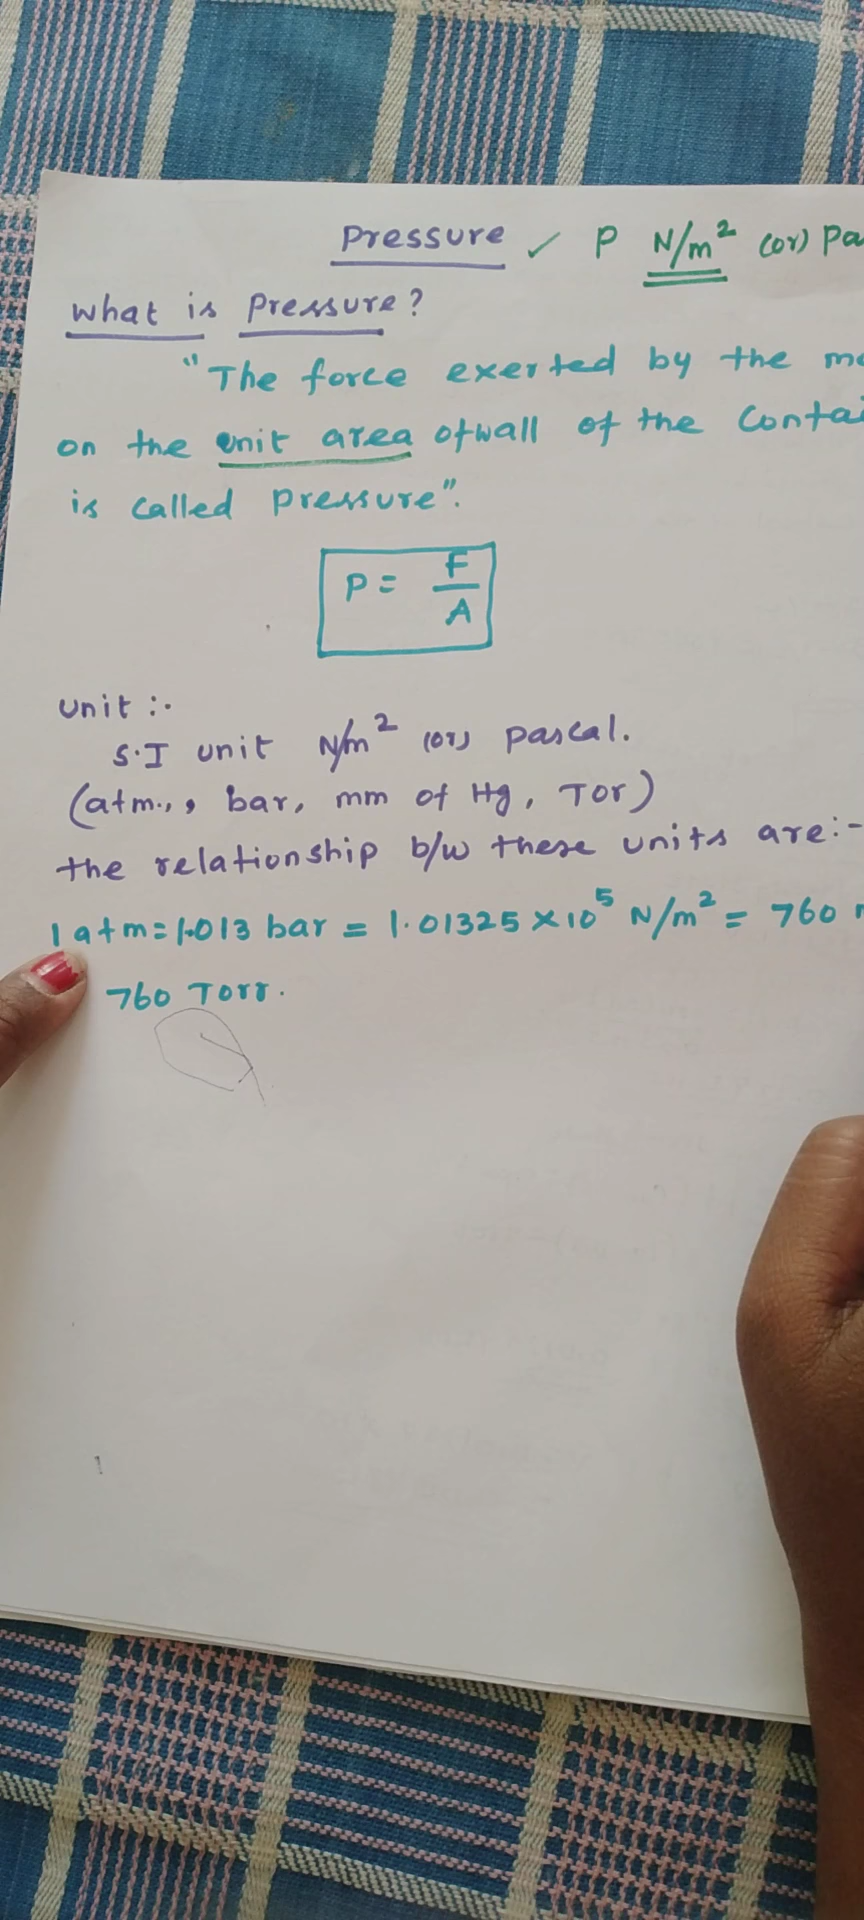 Pressure ✓ P N/m² (or) Pa
What is Pressure?
"The force exerted by the mo
on the unit area of wall of the Contai
is called pressure".
P = F/A
unit :-
S.I unit N/m² (or) pascal.
(atm., bar, mm of Hg, Tor)
the relationship b/w these units are:-
1 atm = 1.013 bar = 1.01325 × 10⁵ N/m² = 760
760 Torr.